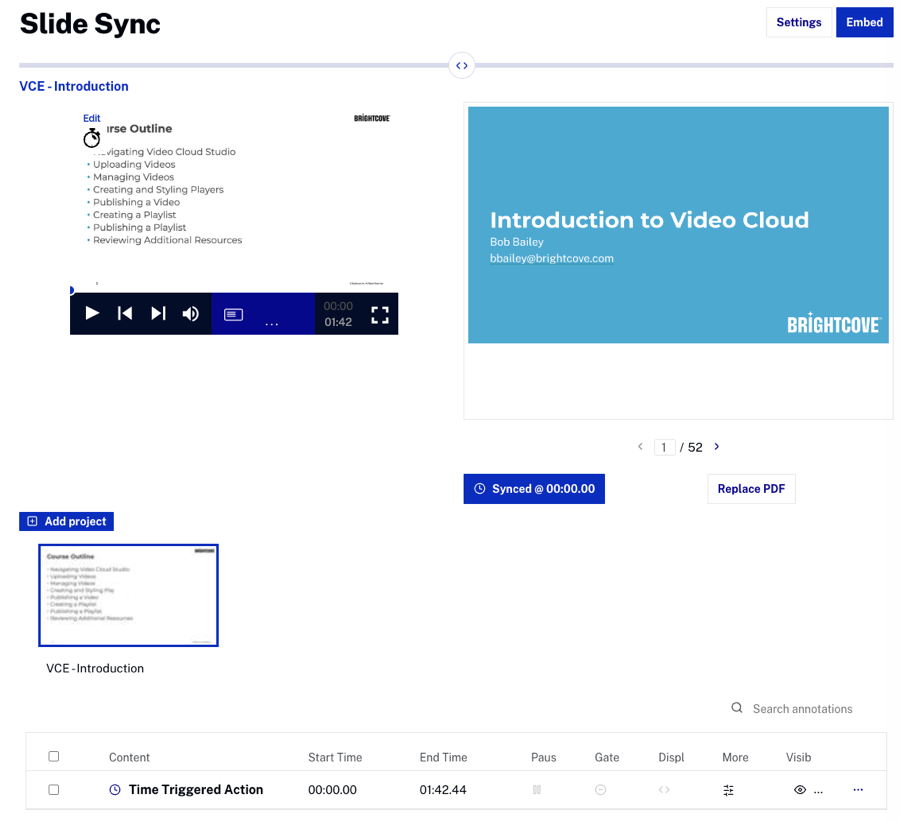 Slide Sync
Settings
Embed
VCE - Introduction
Edit
rse Outline
BRIGHTCOVE
• Navigating Video Cloud Studio
• Uploading Videos
• Managing Videos
• Creating and Styling Players
• Publishing a Video
• Creating a Playlist
• Publishing a Playlist
• Reviewing Additional Resources
00:00
01:42
...
Introduction to Video Cloud
Bob Bailey
bbailey@brightcove.com
BRIGHTCOVE
1 / 52
Synced @ 00:00.00
Replace PDF
Add project
Course Outline
BRIGHTCOVE
Navigating Video Cloud Studio
Uploading Videos
Managing Videos
Creating and Styling Play
Publishing a Video
Creating a Playlist
Publishing a Playlist
Reviewing Additional Resources
VCE - Introduction
Search annotations
Content Start Time End Time Paus Gate Displ More Visib
Time Triggered Action 00:00.00 01:42.44 ... ...